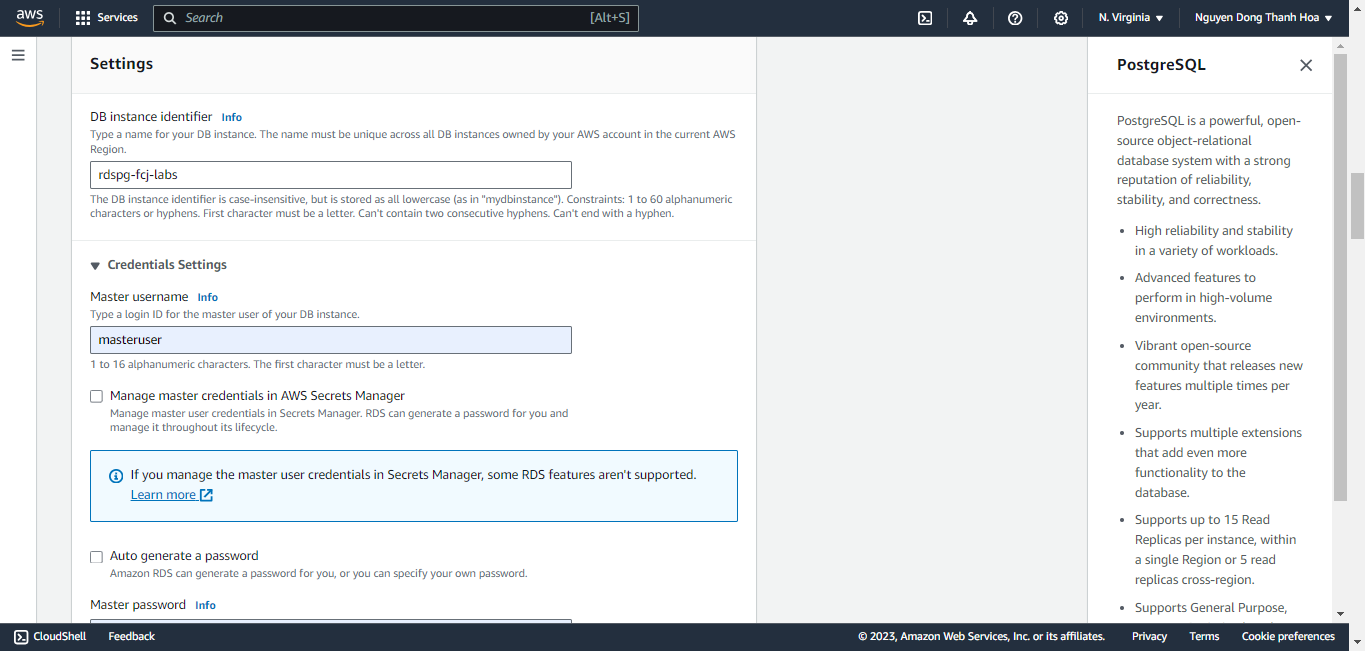 aws
Services
Search
[Alt+S]
N. Virginia
Nguyen Dong Thanh Hoa
Settings
DB instance identifier Info
Type a name for your DB instance. The name must be unique across all DB instances owned by your AWS account in the current AWS
Region.
rdspg-fcj-labs
The DB instance identifier is case-insensitive, but is stored as all lowercase (as in "mydbinstance"). Constraints: 1 to 60 alphanumeric
characters or hyphens. First character must be a letter. Can't contain two consecutive hyphens. Can't end with a hyphen.
Credentials Settings
Master username Info
Type a login ID for the master user of your DB instance.
masteruser
1 to 16 alphanumeric characters. The first character must be a letter.
Manage master credentials in AWS Secrets Manager
Manage master user credentials in Secrets Manager. RDS can generate a password for you and
manage it throughout its lifecycle.
If you manage the master user credentials in Secrets Manager, some RDS features aren't supported.
Learn more
Auto generate a password
Amazon RDS can generate a password for you, or you can specify your own password.
Master password Info
PostgreSQL
PostgreSQL is a powerful, open-
source object-relational
database system with a strong
reputation of reliability,
stability, and correctness.
• High reliability and stability
in a variety of workloads.
• Advanced features to
perform in high-volume
environments.
• Vibrant open-source
community that releases new
features multiple times per
year.
• Supports multiple extensions
that add even more
functionality to the
database.
• Supports up to 15 Read
Replicas per instance, within
a single Region or 5 read
replicas cross-region.
• Supports General Purpose,
CloudShell
Feedback
© 2023, Amazon Web Services, Inc. or its affiliates.
Privacy
Terms
Cookie preferences